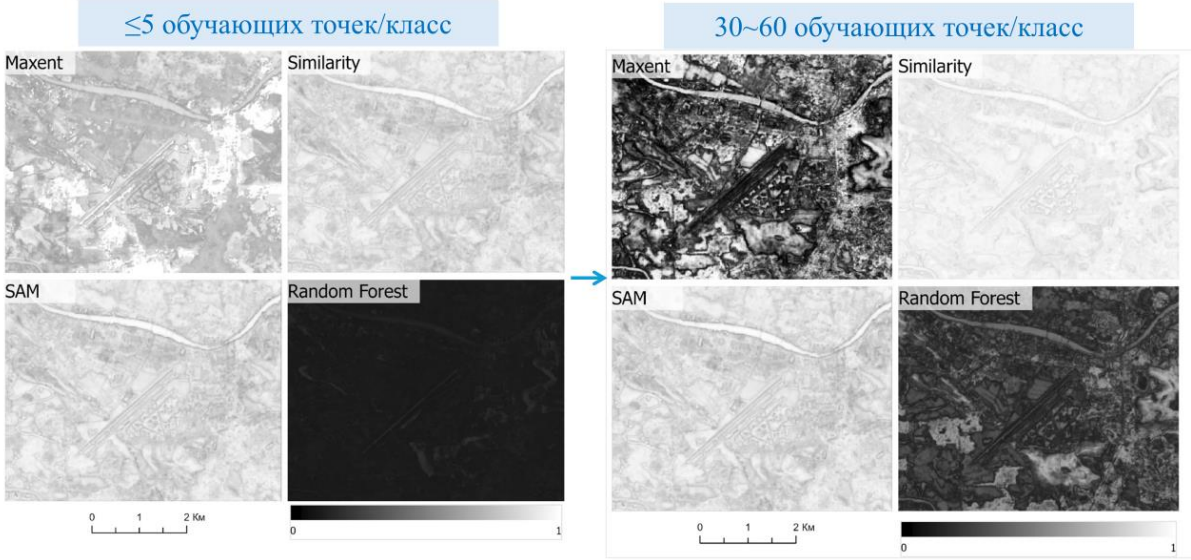 ≤5 обучающих точек/класс
30~60 обучающих точек/класс
Maxent
Similarity
Maxent
Similarity
SAM
Random Forest
SAM
Random Forest
0 1 2 Км
0 1
0 1 2 Км
0 1